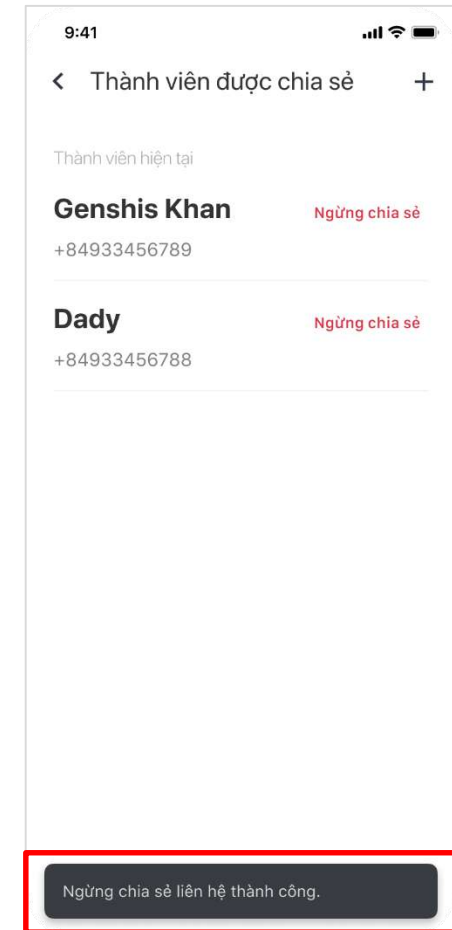 9:41
Thành viên được chia sẻ
Thành viên hiện tại
Genshis Khan
Ngừng chia sẻ
+84933456789
Dady
Ngừng chia sẻ
+84933456788
Ngừng chia sẻ liên hệ thành công.